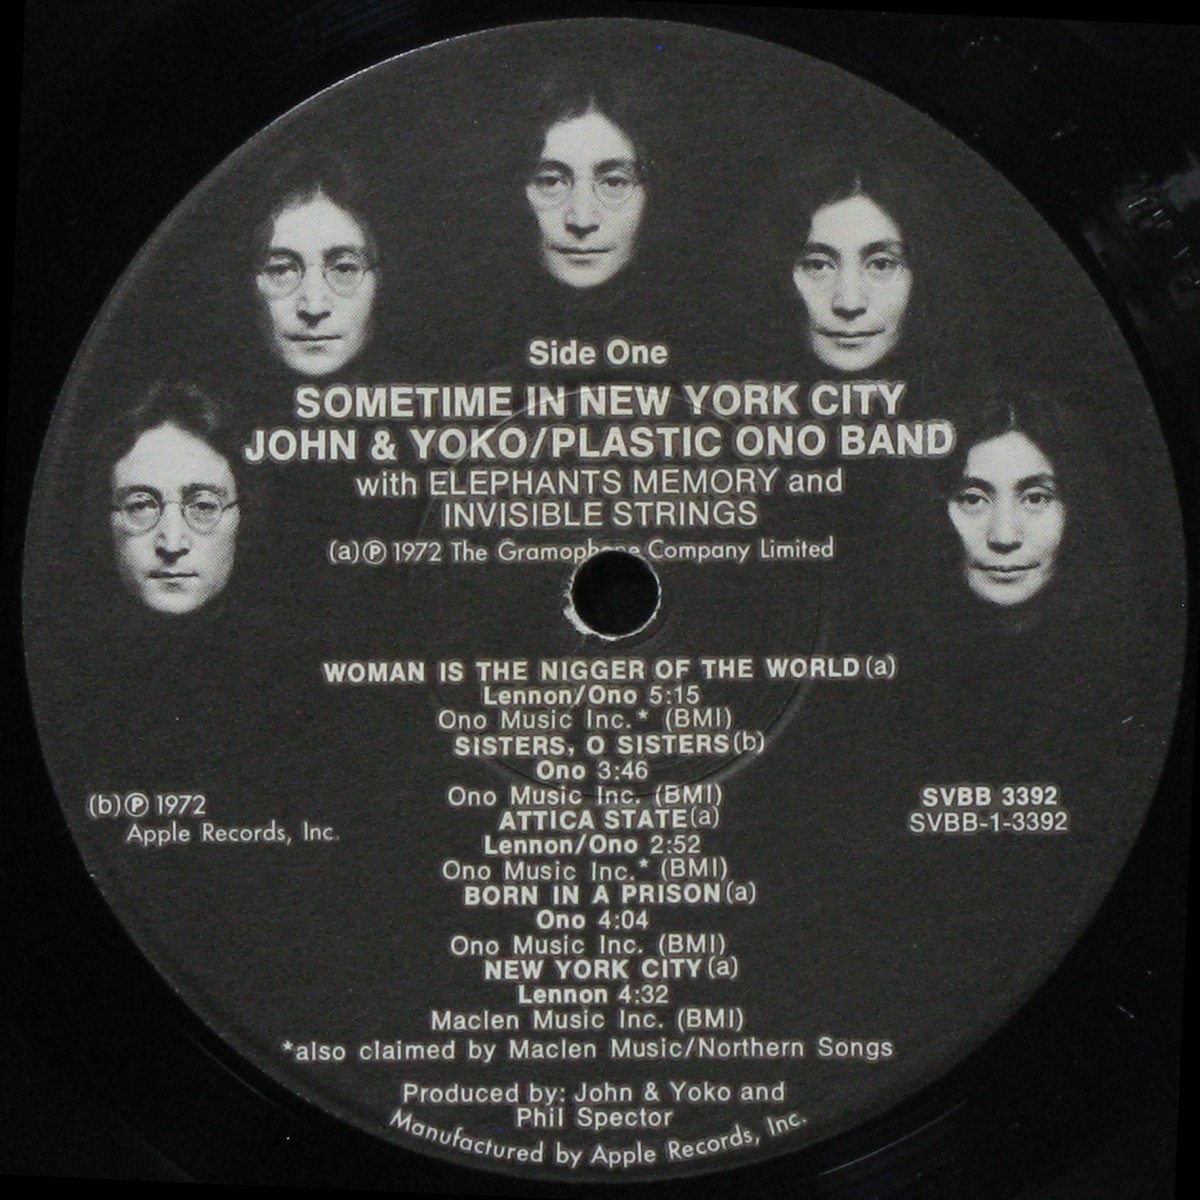 Side One
SOMETIME IN NEW YORK CITY
JOHN & YOKO/PLASTIC ONO BAND
with ELEPHANTS MEMORY and
INVISIBLE STRINGS
(a)℗ 1972 The Gramophone Company Limited
WOMAN IS THE NIGGER OF THE WORLD(a)
Lennon/Ono 5:15
Ono Music Inc.* (BMI)
SISTERS, O SISTERS(b)
Ono 3:46
Ono Music Inc. (BMI)
ATTICA STATE(a)
Lennon/Ono 2:52
Ono Music Inc.* (BMI)
BORN IN A PRISON(a)
Ono 4:04
Ono Music Inc. (BMI)
NEW YORK CITY(a)
Lennon 4:32
Maclen Music Inc. (BMI)
*also claimed by Maclen Music/Northern Songs
(b)℗ 1972
Apple Records, Inc.
SVBB 3392
SVBB-1-3392
Produced by: John & Yoko and
Phil Spector
Manufactured by Apple Records, Inc.